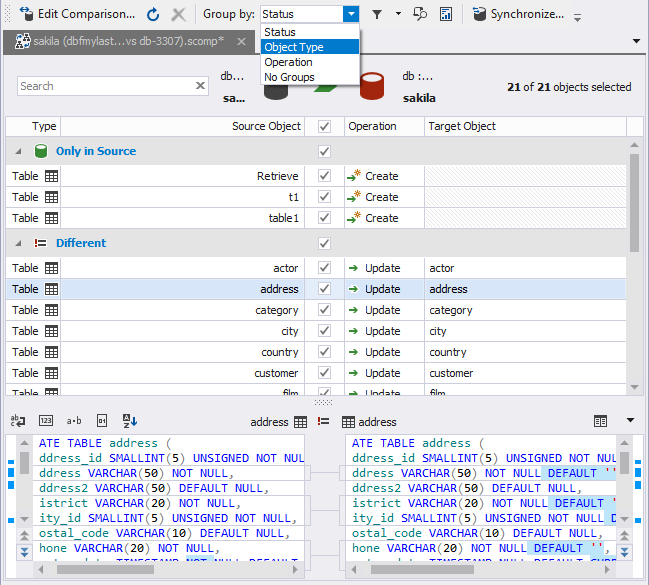 Edit Comparison... Group by: Status Synchronize...
Status
Object Type
Operation
No Groups
sakila (dbfmylast...vs db-3307).scomp*
Search
db...
sa...
db :...
sakila
21 of 21 objects selected
Type Source Object Operation Target Object
Only in Source
Table Retrieve Create
Table t1 Create
Table table1 Create
Different
Table actor Update actor
Table address Update address
Table category Update category
Table city Update city
Table country Update country
Table customer Update customer
Table film Update film
123 a·b address address
ATE TABLE address (
ddress_id SMALLINT(5) UNSIGNED NOT NUL
ddress VARCHAR(50) NOT NULL,
ddress2 VARCHAR(50) DEFAULT NULL,
istrict VARCHAR(20) NOT NULL,
ity_id SMALLINT(5) UNSIGNED NOT NULL,
ostal_code VARCHAR(10) DEFAULT NULL,
hone VARCHAR(20) NOT NULL,
ATE TABLE address (
ddress_id SMALLINT(5) UNSIGNED NOT NUL
ddress VARCHAR(50) NOT NULL DEFAULT ''
ddress2 VARCHAR(50) DEFAULT NULL,
istrict VARCHAR(20) NOT NULL DEFAULT '
ity_id SMALLINT(5) UNSIGNED NOT NULL,
ostal_code VARCHAR(10) DEFAULT NULL,
hone VARCHAR(20) NOT NULL DEFAULT '',